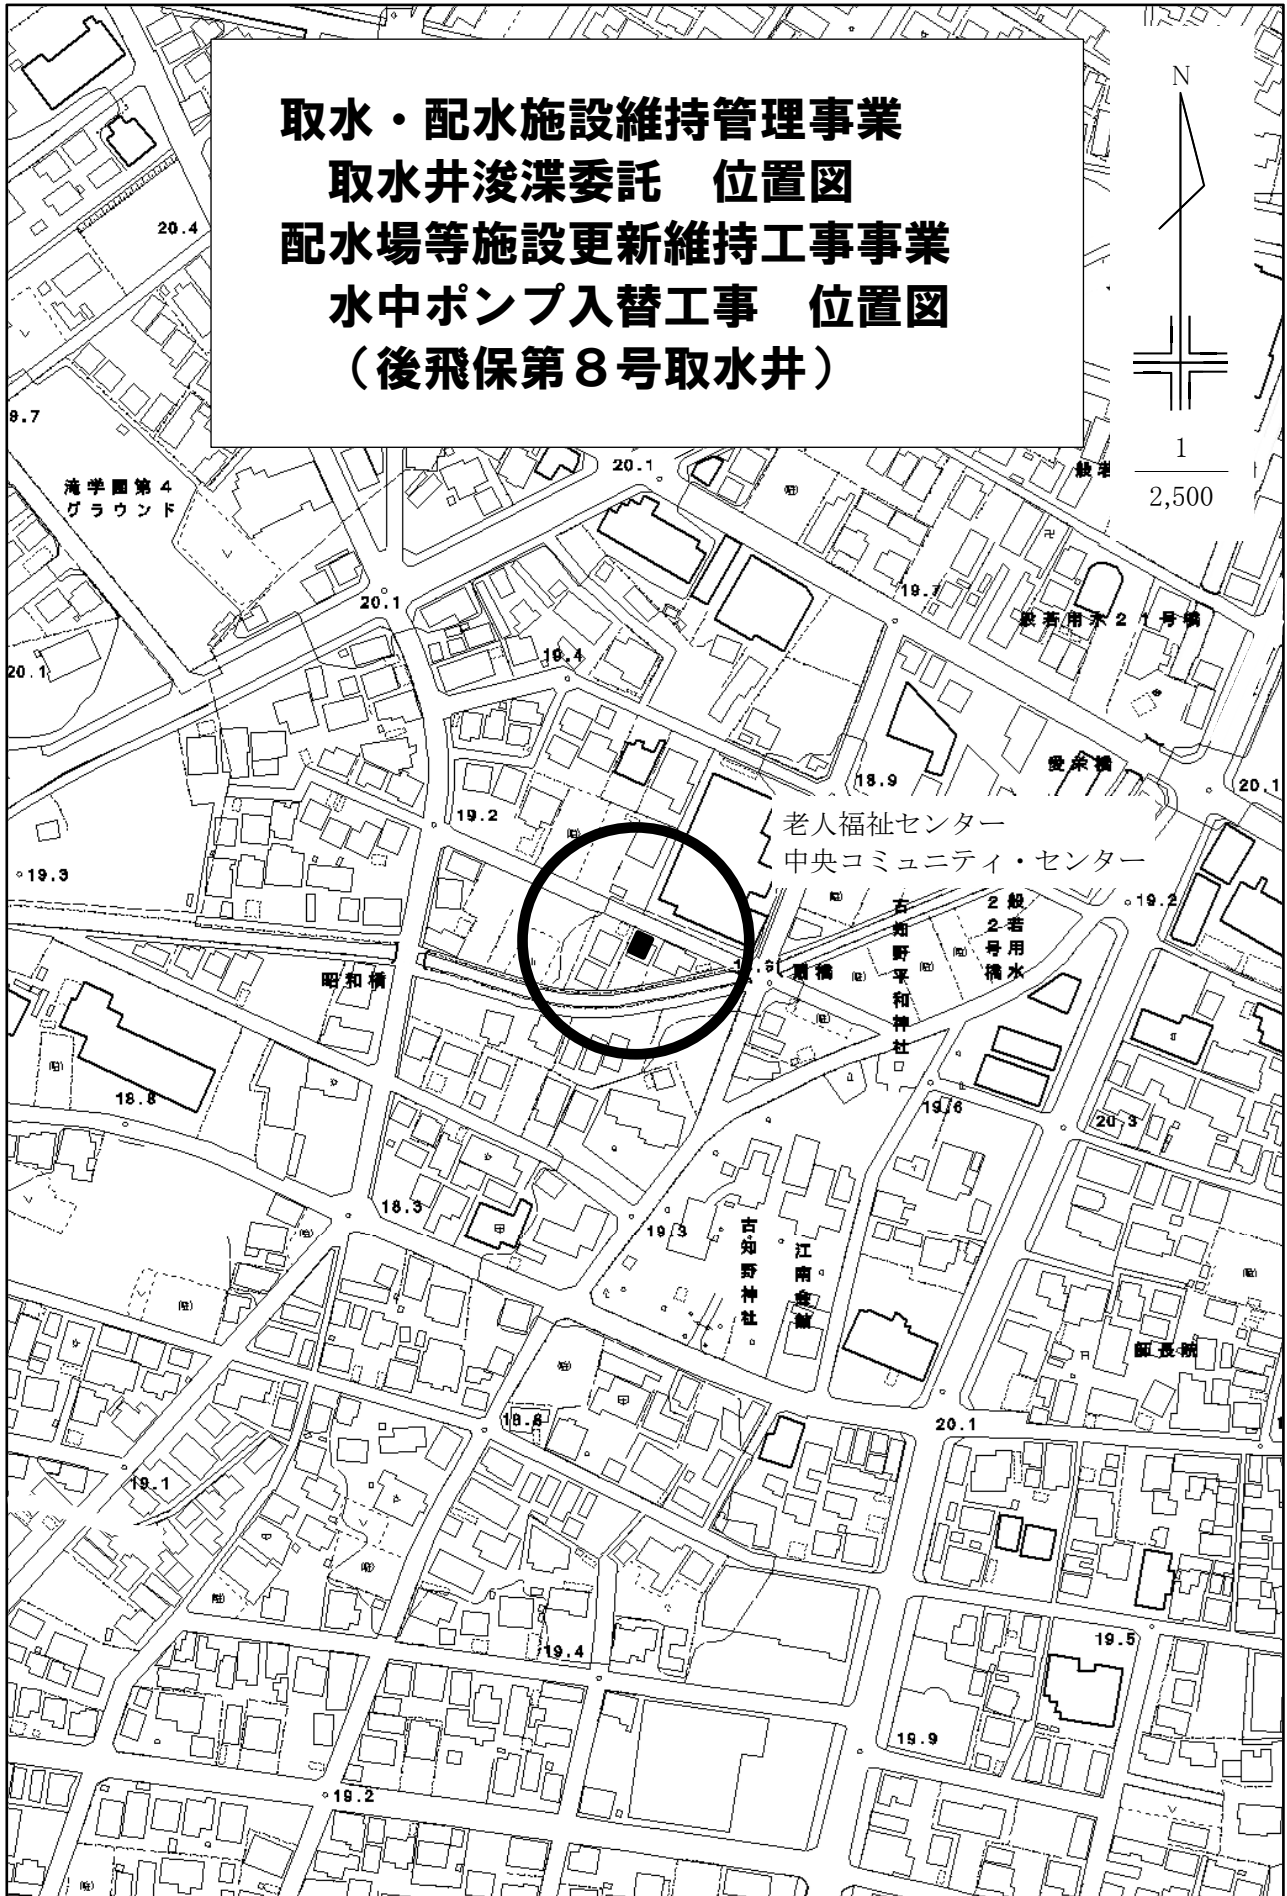 取水・配水施設維持管理事業
取水井浚渫委託　位置図
配水場等施設更新維持工事事業
水中ポンプ入替工事　位置図
（後飛保第８号取水井）
N
1
2,500
20.4
9.7
滝学園第４
グラウンド
20.1
20.1
19.7
般若用水２１号橋
20.1
19.4
愛栄橋
18.9
20.1
19.2
老人福祉センター
中央コミュニティ・センター
19.3
19.2
般若用水
２２号橋
古知野平和神社
昭和橋
18.8
19.6
20.3
18.3
19.3
古知野神社
江南会館
師長院
18.6
20.1
19.1
19.4
19.5
19.9
19.2